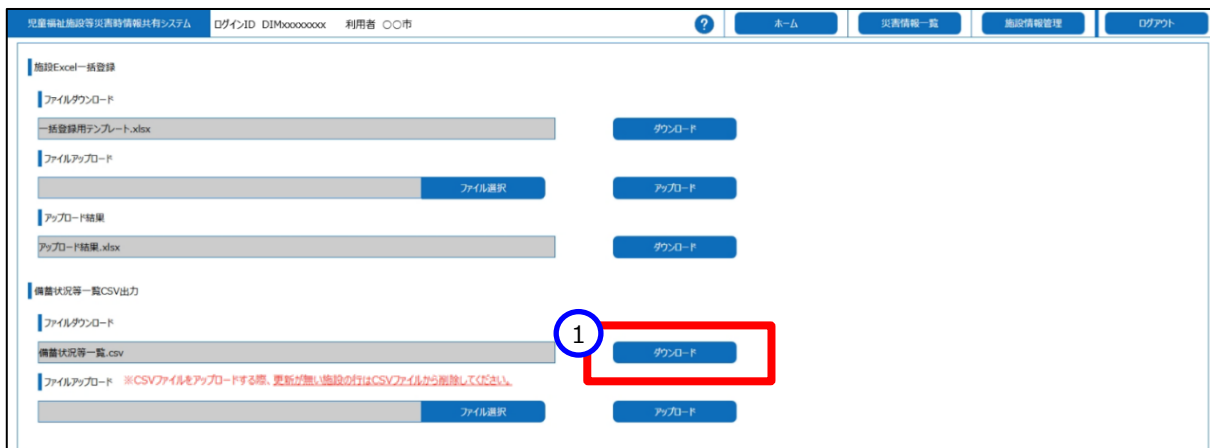 児童福祉施設等災害時情報共有システム ログインID DIMxxxxxxxx 利用者 〇〇市 ? ホーム 災害情報一覧 施設情報管理 ログアウト
施設Excel一括登録
ファイルダウンロード
一括登録用テンプレート.xlsx ダウンロード
ファイルアップロード
ファイル選択 アップロード
アップロード結果
アップロード結果.xlsx ダウンロード
備蓄状況等一覧CSV出力
ファイルダウンロード
1
備蓄状況等一覧.csv ダウンロード
ファイルアップロード ※CSVファイルをアップロードする際、更新が無い施設の行はCSVファイルから削除してください。
ファイル選択 アップロード